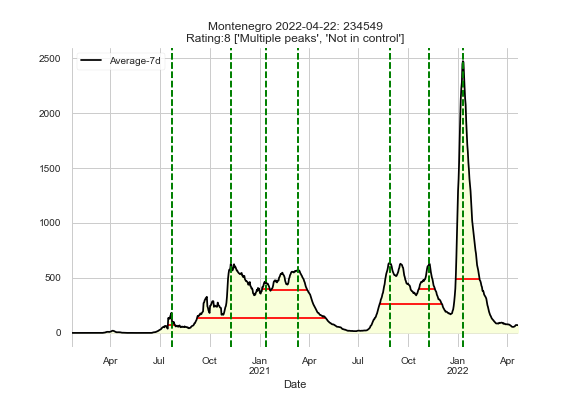 Montenegro 2022-04-22: 234549
Rating:8 ['Multiple peaks', 'Not in control']
Average-7d
2500
2000
1500
1000
500
0
Apr Jul Oct Jan Apr Jul Oct Jan Apr
2021 2022
Date